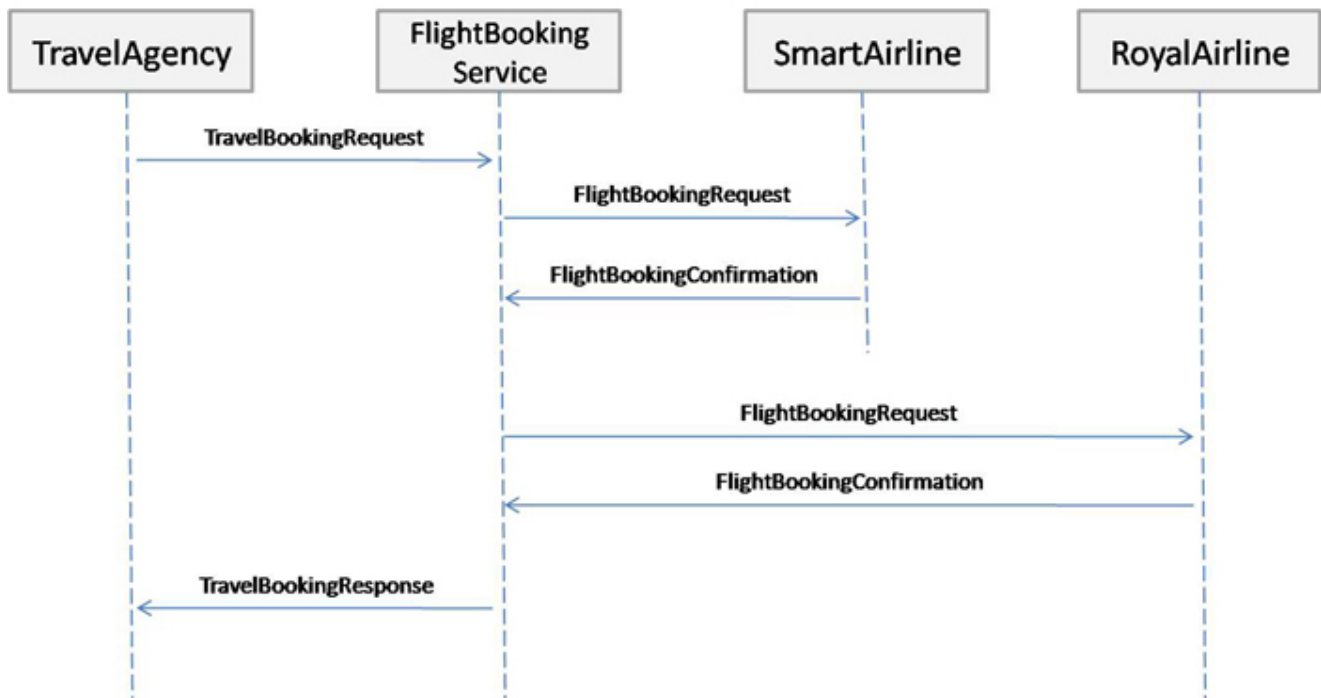 TravelAgency
FlightBooking
Service
SmartAirline
RoyalAirline
TravelBookingRequest
FlightBookingRequest
FlightBookingConfirmation
FlightBookingRequest
FlightBookingConfirmation
TravelBookingResponse